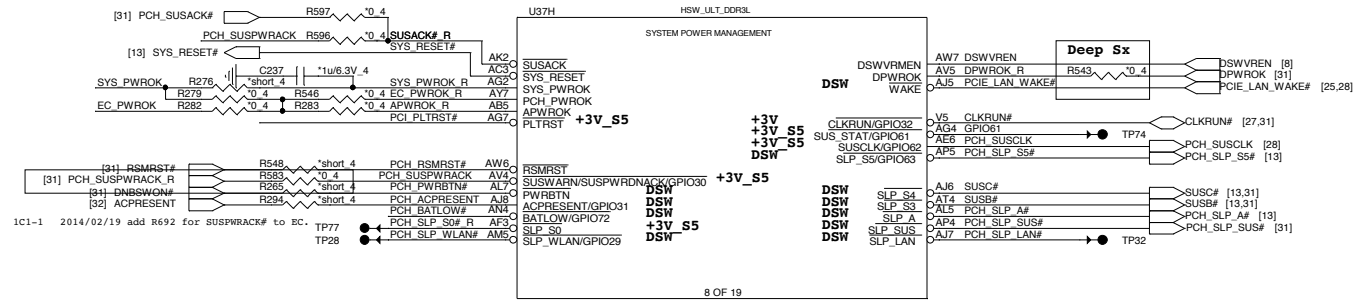 U37H
HSW_ULT_DDR3L
SYSTEM POWER MANAGEMENT
8 OF 19
[31] PCH_SUSACK#
R597
*0_4
PCH_SUSPWRACK
R596
*0_4
SUSACK#_R
[13] SYS_RESET#
SYS_RESET#
C237
*1u/6.3V_4
SYS_PWROK
R276
*short_4
SYS_PWROK_R
R279
*0_4
R546
*0_4
EC_PWROK_R
EC_PWROK
R282
*0_4
R283
*0_4
APWROK_R
PCI_PLTRST#
AK2
SUSACK
AC3
SYS_RESET
AG2
SYS_PWROK
AY7
PCH_PWROK
AB5
APWROK
AG7
PLTRST
+3V_S5
[31] RSMRST#
R548
*short_4
PCH_RSMRST#
[31] PCH_SUSPWRACK_R
R583
*0_4
PCH_SUSPWRACK
[31] DNBSWON#
R265
*short_4
PCH_PWRBTN#
[32] ACPRESENT
R294
*short_4
PCH_ACPRESENT
PCH_BATLOW#
1C1-1 2014/02/19 add R692 for SUSPWRACK# to EC.
TP77
PCH_SLP_S0#_R
TP28
PCH_SLP_WLAN#
AW6
RSMRST
AV4
SUSWARN/SUSPWRDNACK/GPIO30
+3V_S5
AL7
PWRBTN
DSW
AJ8
ACPRESENT/GPIO31
DSW
AN4
BATLOW/GPIO72
DSW
AF3
SLP_S0
+3V_S5
AM5
SLP_WLAN/GPIO29
DSW
Deep Sx
DSWVRMEN
AW7
DSWVREN
DSWVREN [8]
DPWROK
AV5
DPWROK_R
R543
*0_4
DPWROK [31]
DSW
WAKE
AJ5
PCIE_LAN_WAKE#
PCIE_LAN_WAKE# [25,28]
+3V
CLKRUN/GPIO32
V5
CLKRUN#
CLKRUN# [27,31]
+3V_S5
SUS_STAT/GPIO61
AG4
GPIO61
TP74
+3V_S5
SUSCLK/GPIO62
AE6
PCH_SUSCLK
PCH_SUSCLK [28]
DSW
SLP_S5/GPIO63
AP5
PCH_SLP_S5#
PCH_SLP_S5# [13]
DSW
SLP_S4
AJ6
SUSC#
SUSC# [13,31]
DSW
SLP_S3
AT4
SUSB#
SUSB# [13,31]
DSW
SLP_A
AL5
PCH_SLP_A#
PCH_SLP_A# [13]
DSW
SLP_SUS
AP4
PCH_SLP_SUS#
PCH_SLP_SUS# [31]
DSW
SLP_LAN
AJ7
PCH_SLP_LAN#
TP32